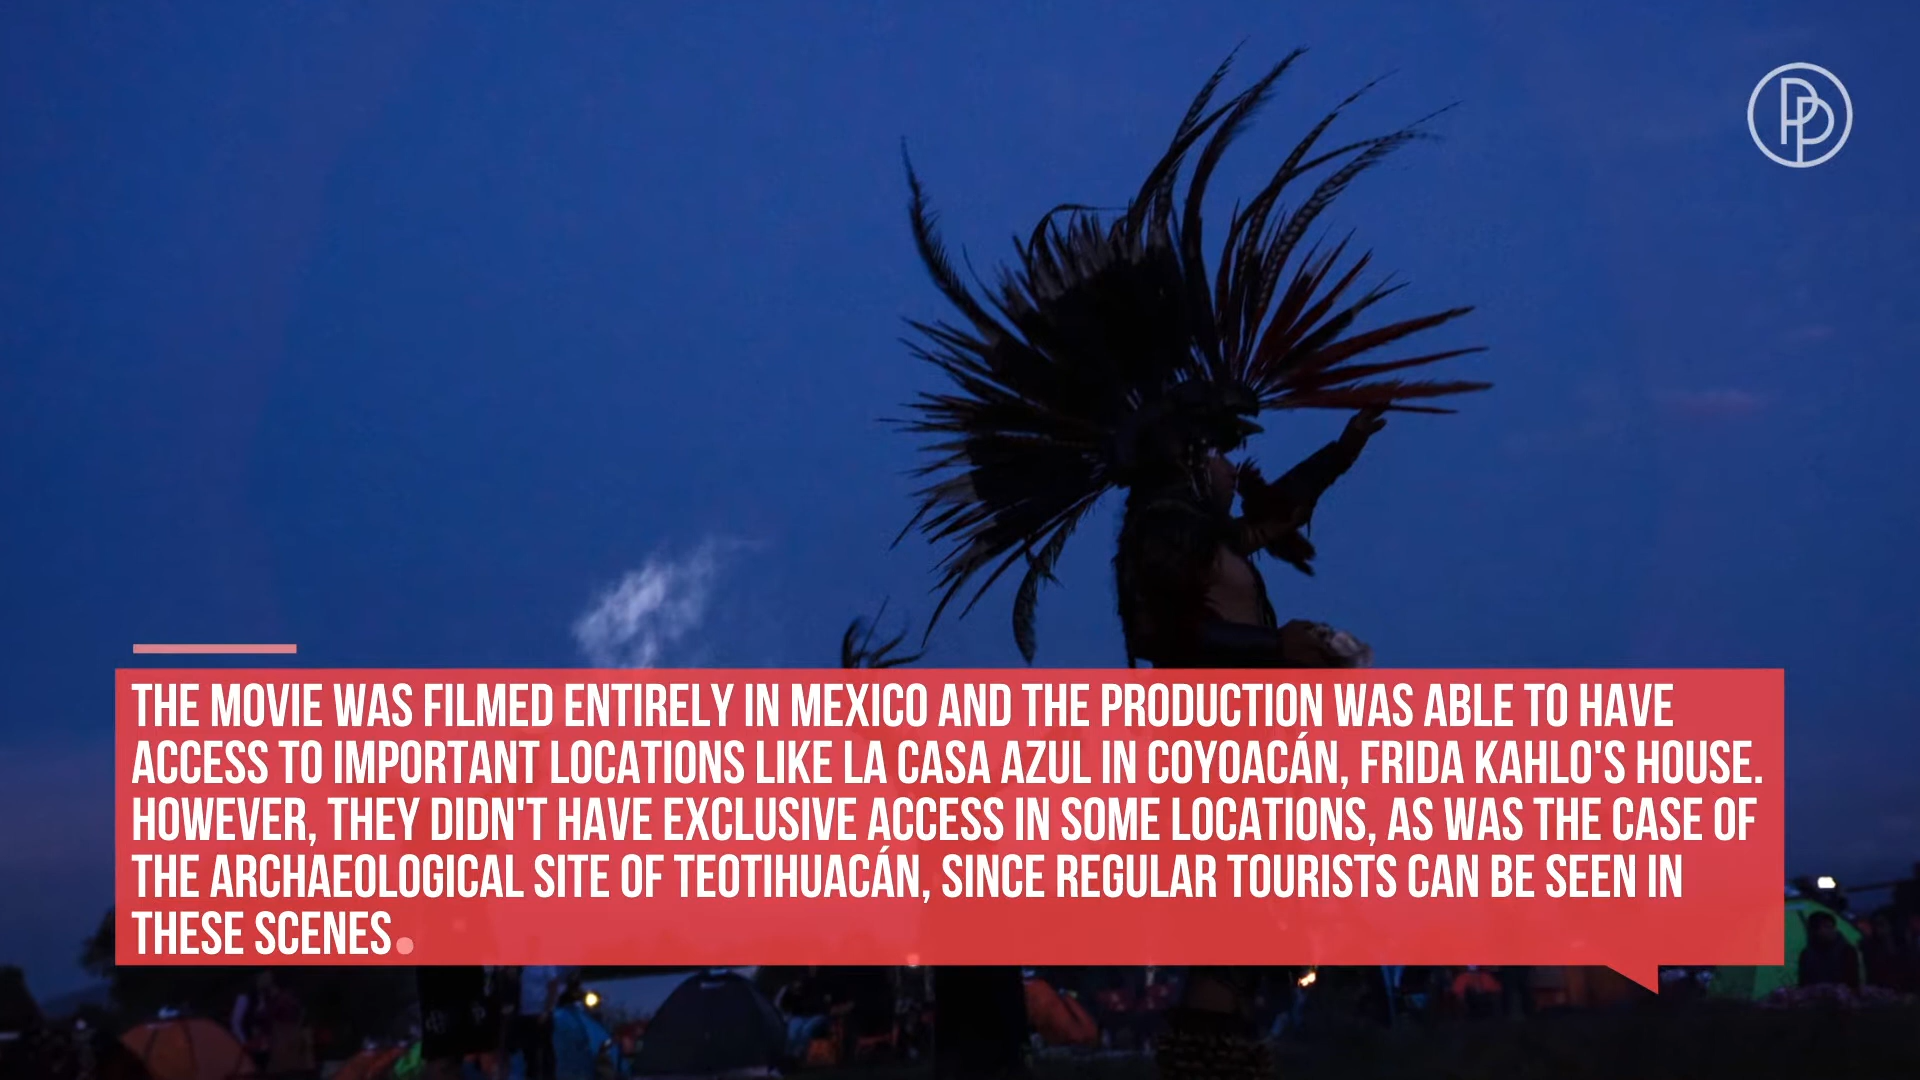 PP
THE MOVIE WAS FILMED ENTIRELY IN MEXICO AND THE PRODUCTION WAS ABLE TO HAVE
ACCESS TO IMPORTANT LOCATIONS LIKE LA CASA AZUL IN COYOACÁN, FRIDA KAHLO'S HOUSE.
HOWEVER, THEY DIDN'T HAVE EXCLUSIVE ACCESS IN SOME LOCATIONS, AS WAS THE CASE OF
THE ARCHAEOLOGICAL SITE OF TEOTIHUACÁN, SINCE REGULAR TOURISTS CAN BE SEEN IN
THESE SCENES.